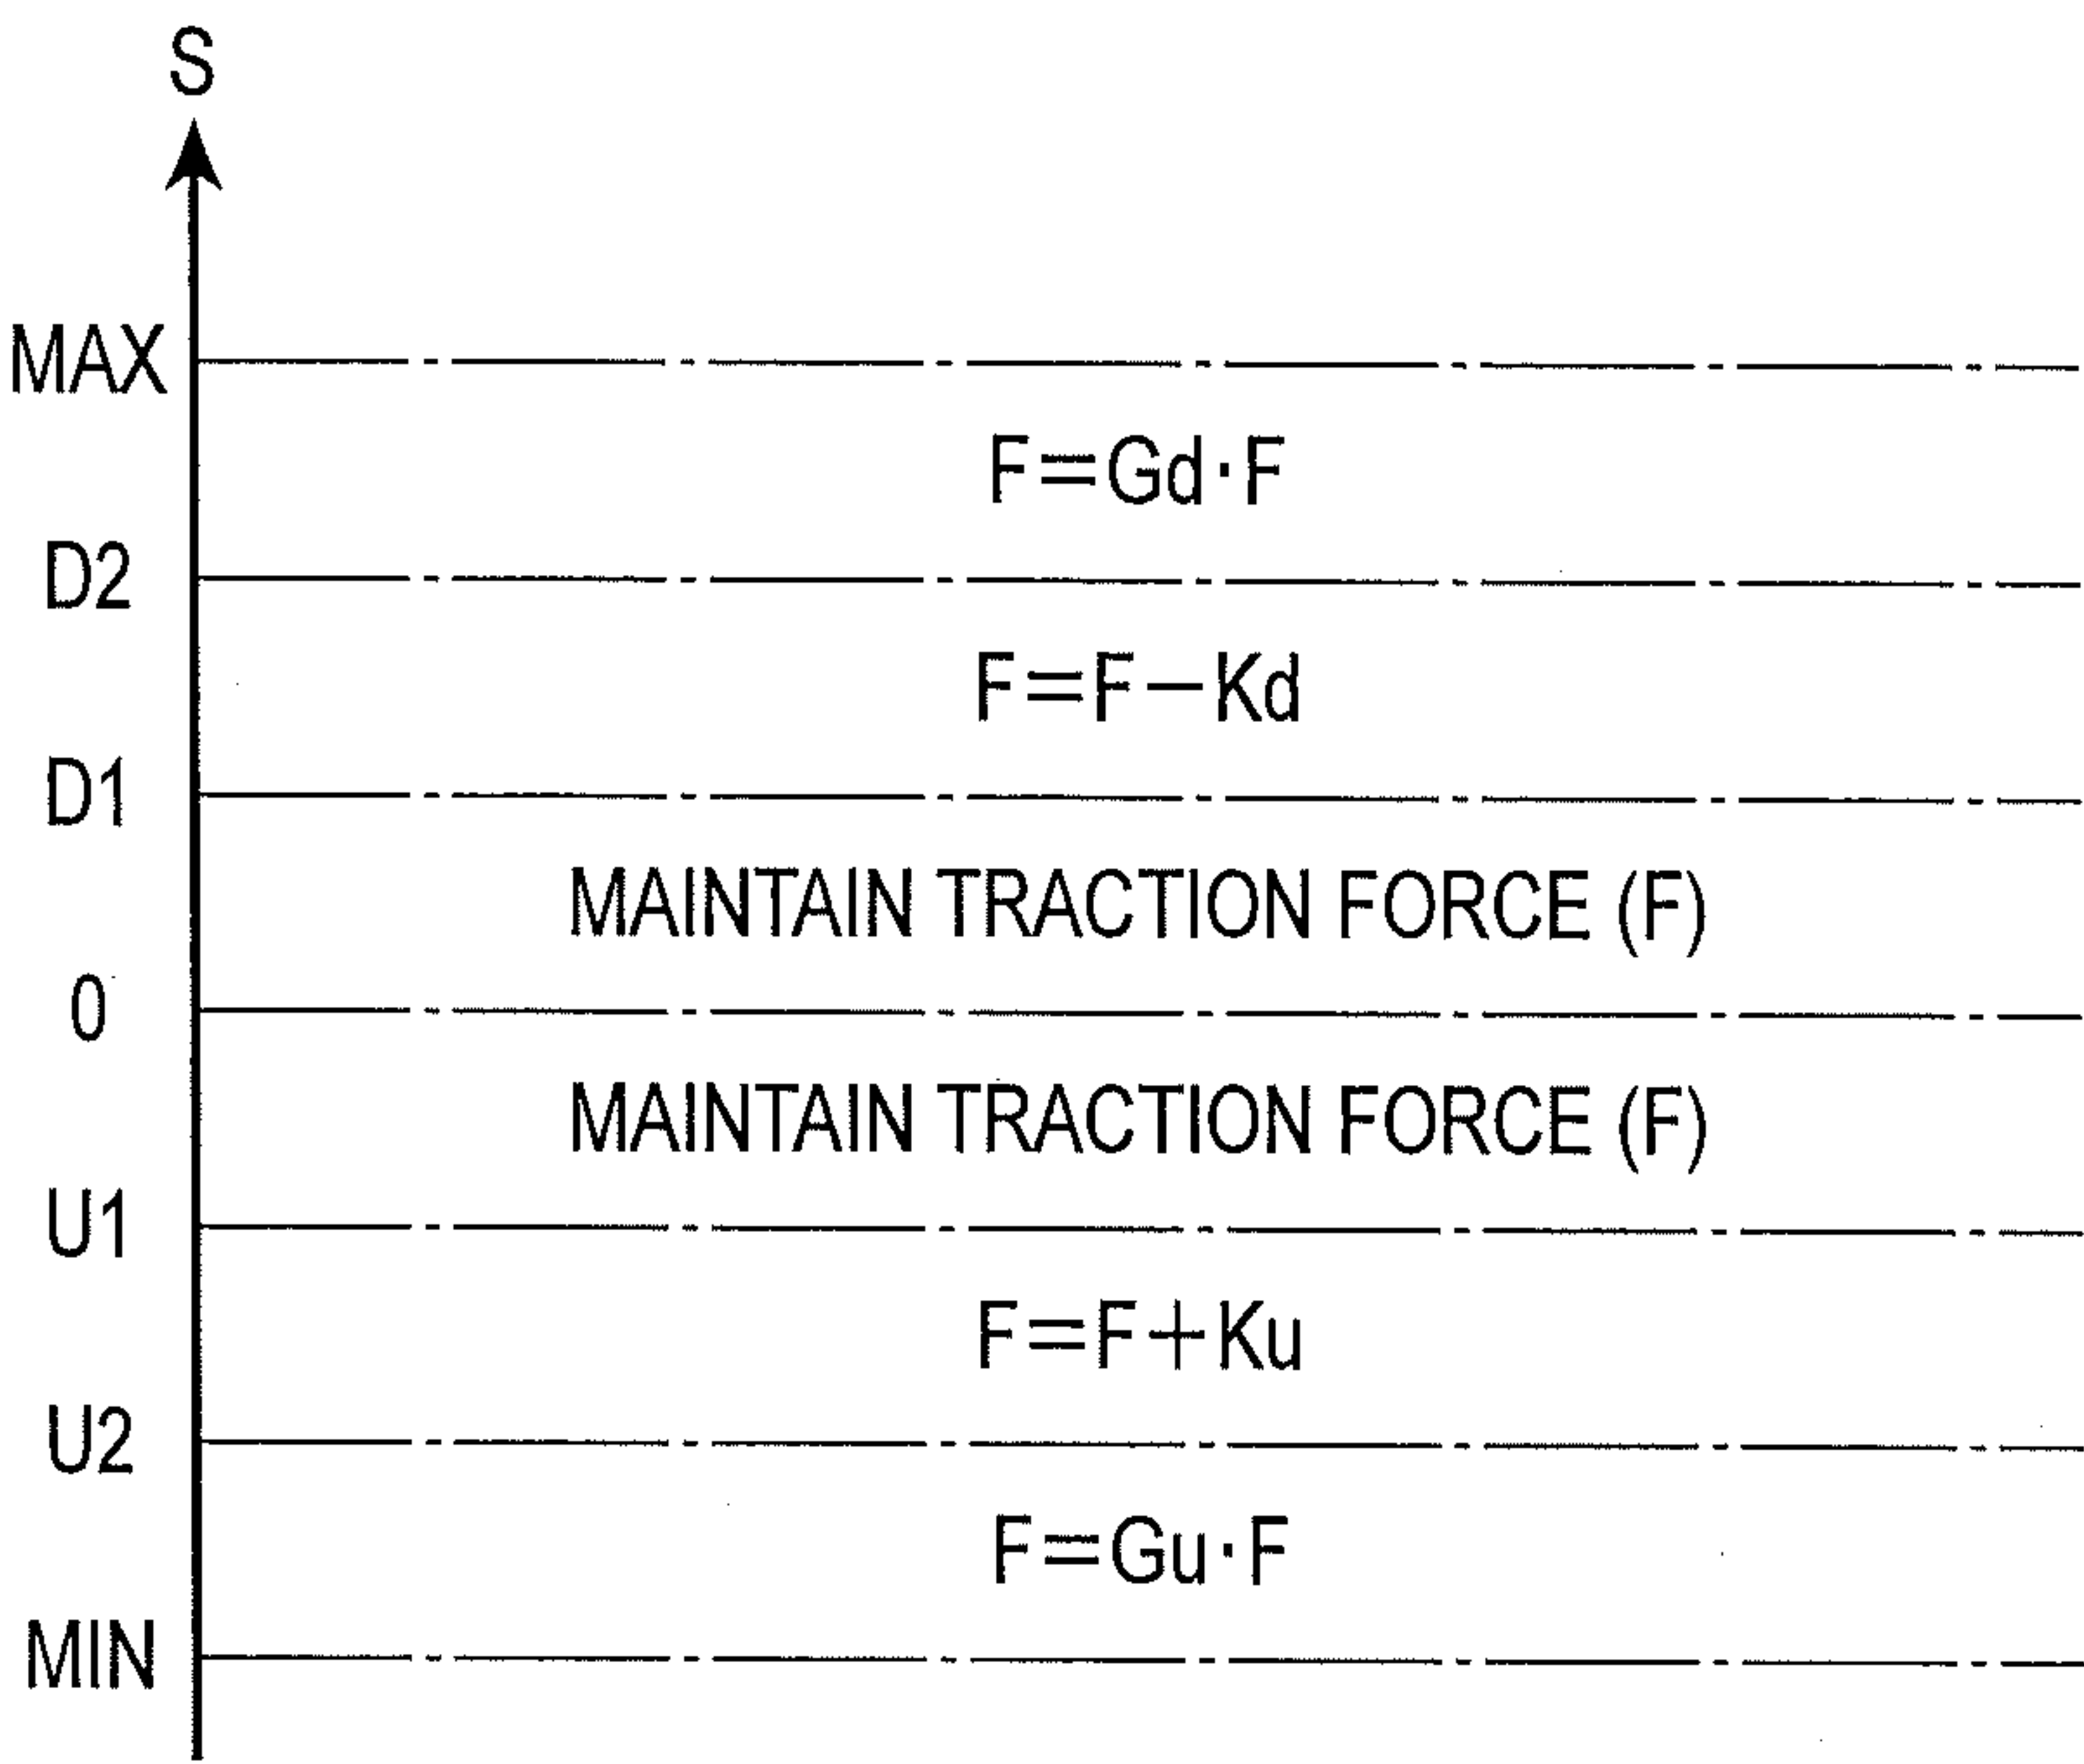 S
MAX
F=Gd·F
D2
F=F−Kd
D1
MAINTAIN TRACTION FORCE (F)
0
MAINTAIN TRACTION FORCE (F)
U1
F=F+Ku
U2
F=Gu·F
MIN